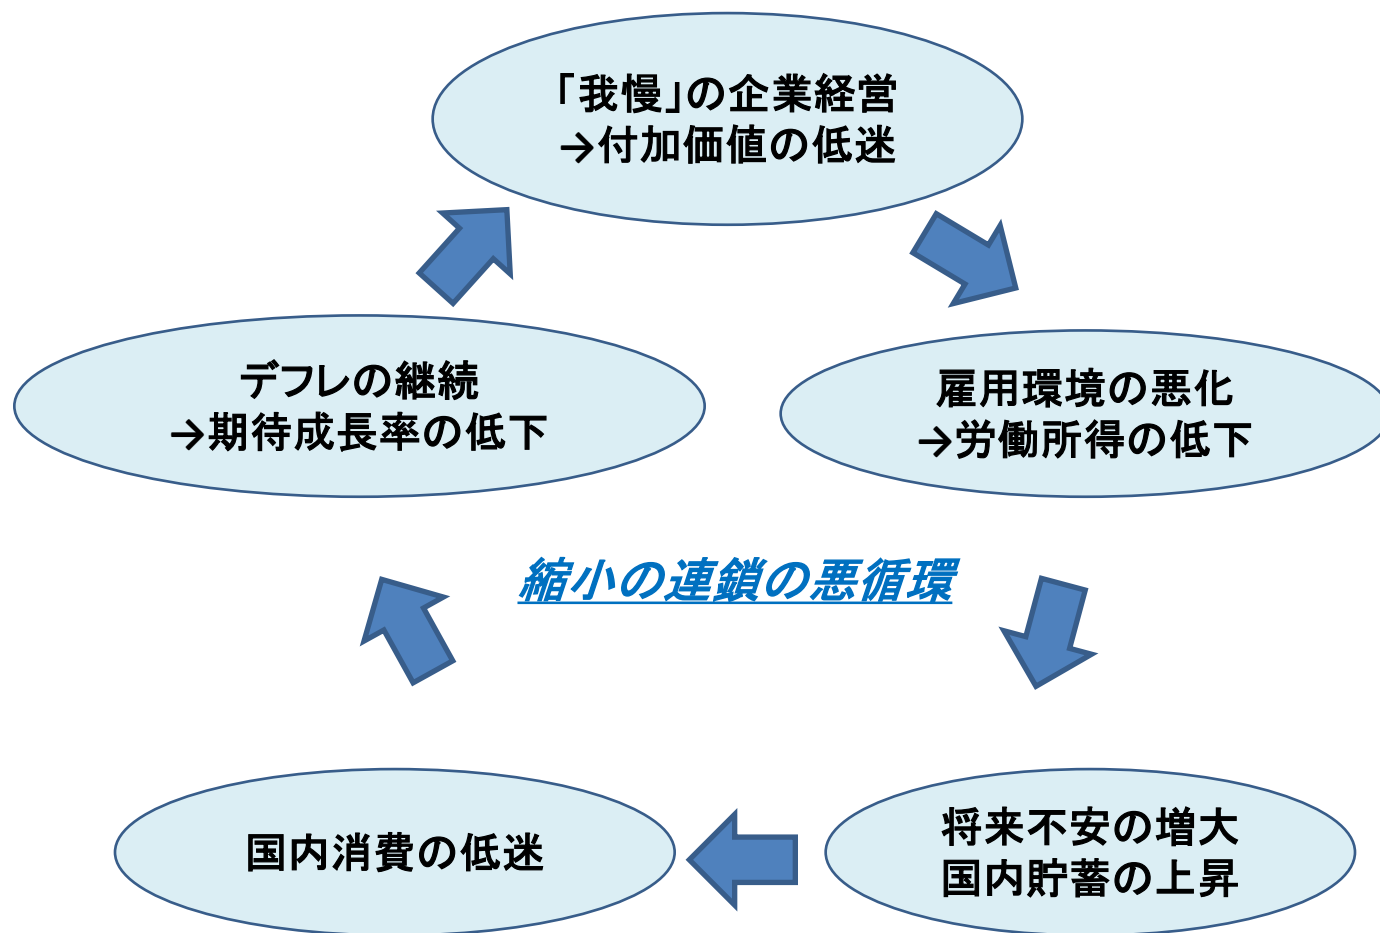 「我慢」の企業経営
→付加価値の低迷
デフレの継続
→期待成長率の低下
雇用環境の悪化
→労働所得の低下
縮小の連鎖の悪循環
国内消費の低迷
将来不安の増大
国内貯蓄の上昇